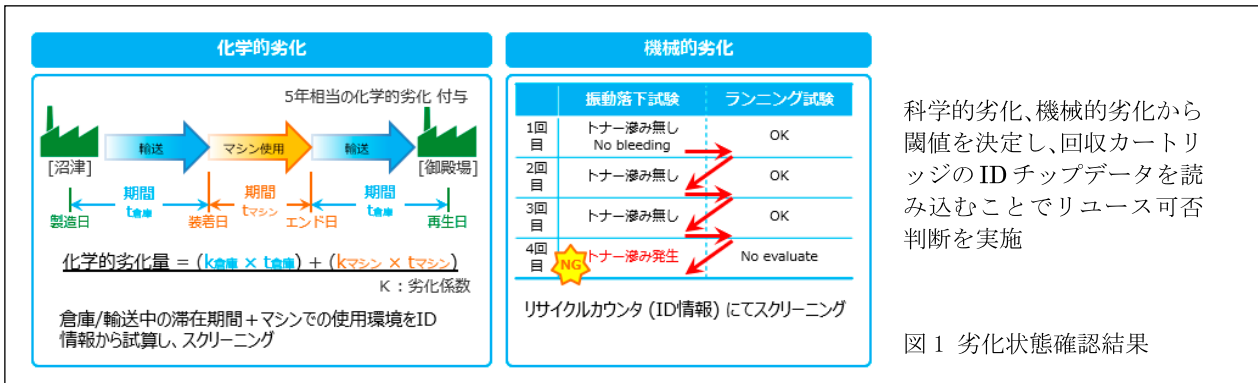 化学的劣化
5年相当の化学的劣化 付与
輸送
マシン使用
輸送
[沼津]
[御殿場]
期間
t倉庫
期間
tマシン
期間
t倉庫
製造日
装着日
エンド日
再生日
化学的劣化量 = (k倉庫 × t倉庫) + (kマシン × tマシン)
K:劣化係数
倉庫/輸送中の滞在期間+マシンでの使用環境をID
情報から試算し、スクリーニング
機械的劣化
振動落下試験
ランニング試験
1回
目
トナー滲み無し
No bleeding
OK
2回
目
トナー滲み無し
OK
3回
目
トナー滲み無し
OK
4回
目
NG
トナー滲み発生
No evaluate
リサイクルカウンタ (ID情報) にてスクリーニング
科学的劣化、機械的劣化から
閾値を決定し、回収カートリ
ッジの ID チップデータを読
み込むことでリユース可否
判断を実施
図 1 劣化状態確認結果